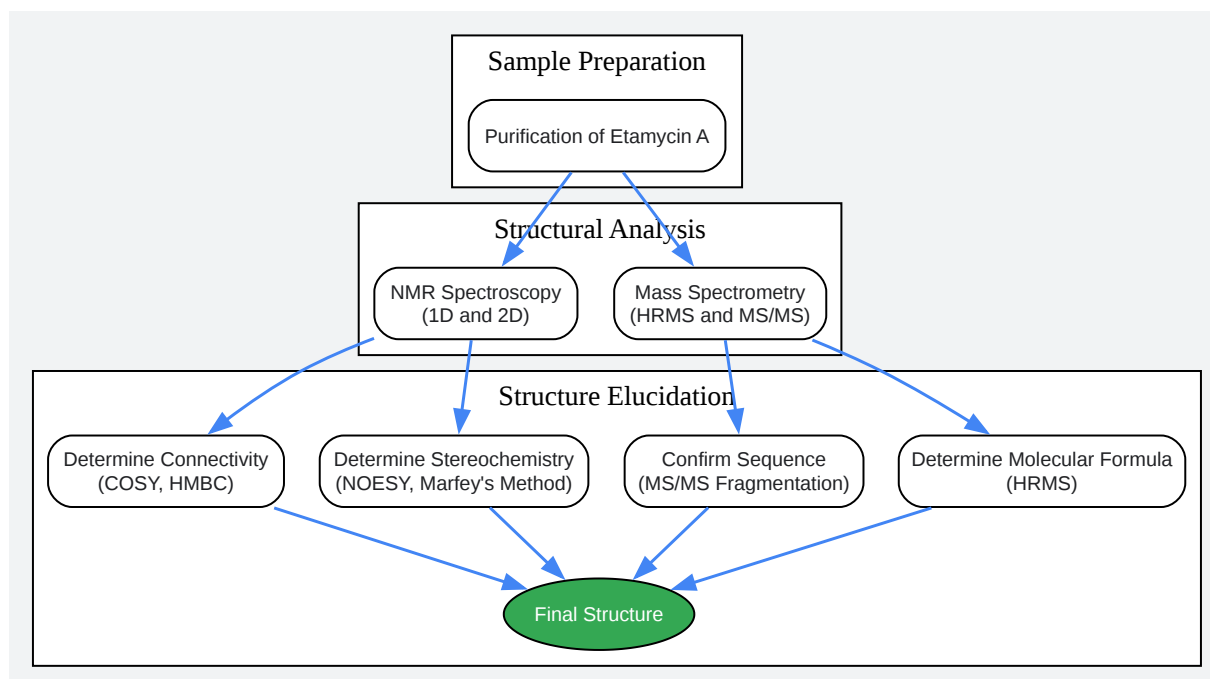 Sample Preparation
Purification of Etamycin A
Structural Analysis
NMR Spectroscopy
(1D and 2D)
Mass Spectrometry
(HRMS and MS/MS)
Structure Elucidation
Determine Connectivity
(COSY, HMBC)
Determine Stereochemistry
(NOESY, Marfey's Method)
Confirm Sequence
(MS/MS Fragmentation)
Determine Molecular Formula
(HRMS)
Final Structure